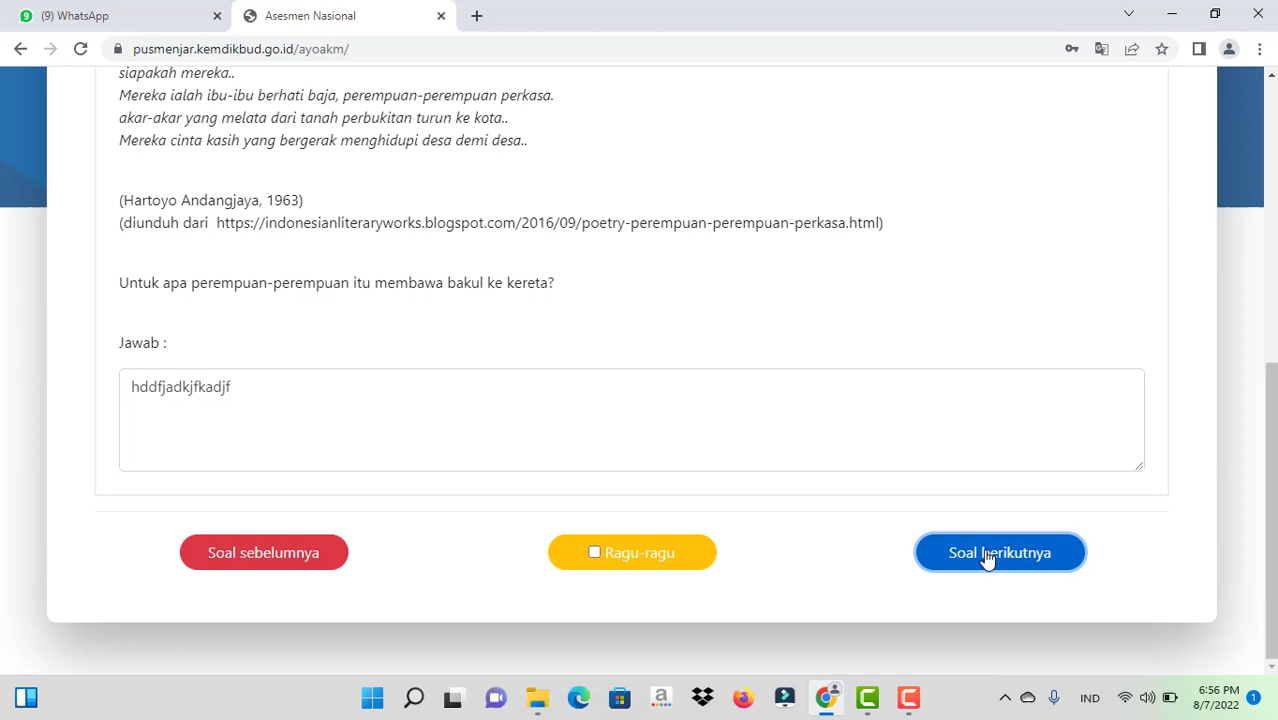 (9) WhatsApp
Asesmen Nasional
pusmenjar.kemdikbud.go.id/ayoakm/
siapakah mereka..
Mereka ialah ibu-ibu berhati baja, perempuan-perempuan perkasa.
akar-akar yang melata dari tanah perbukitan turun ke kota..
Mereka cinta kasih yang bergerak menghidupi desa demi desa..
(Hartoyo Andangjaya, 1963)
(diunduh dari https://indonesianliteraryworks.blogspot.com/2016/09/poetry-perempuan-perempuan-perkasa.html)
Untuk apa perempuan-perempuan itu membawa bakul ke kereta?
Jawab :
hddfjadkjfkadjf
Soal sebelumnya
Ragu-ragu
Soal berikutnya
IND
6:56 PM
8/7/2022
1